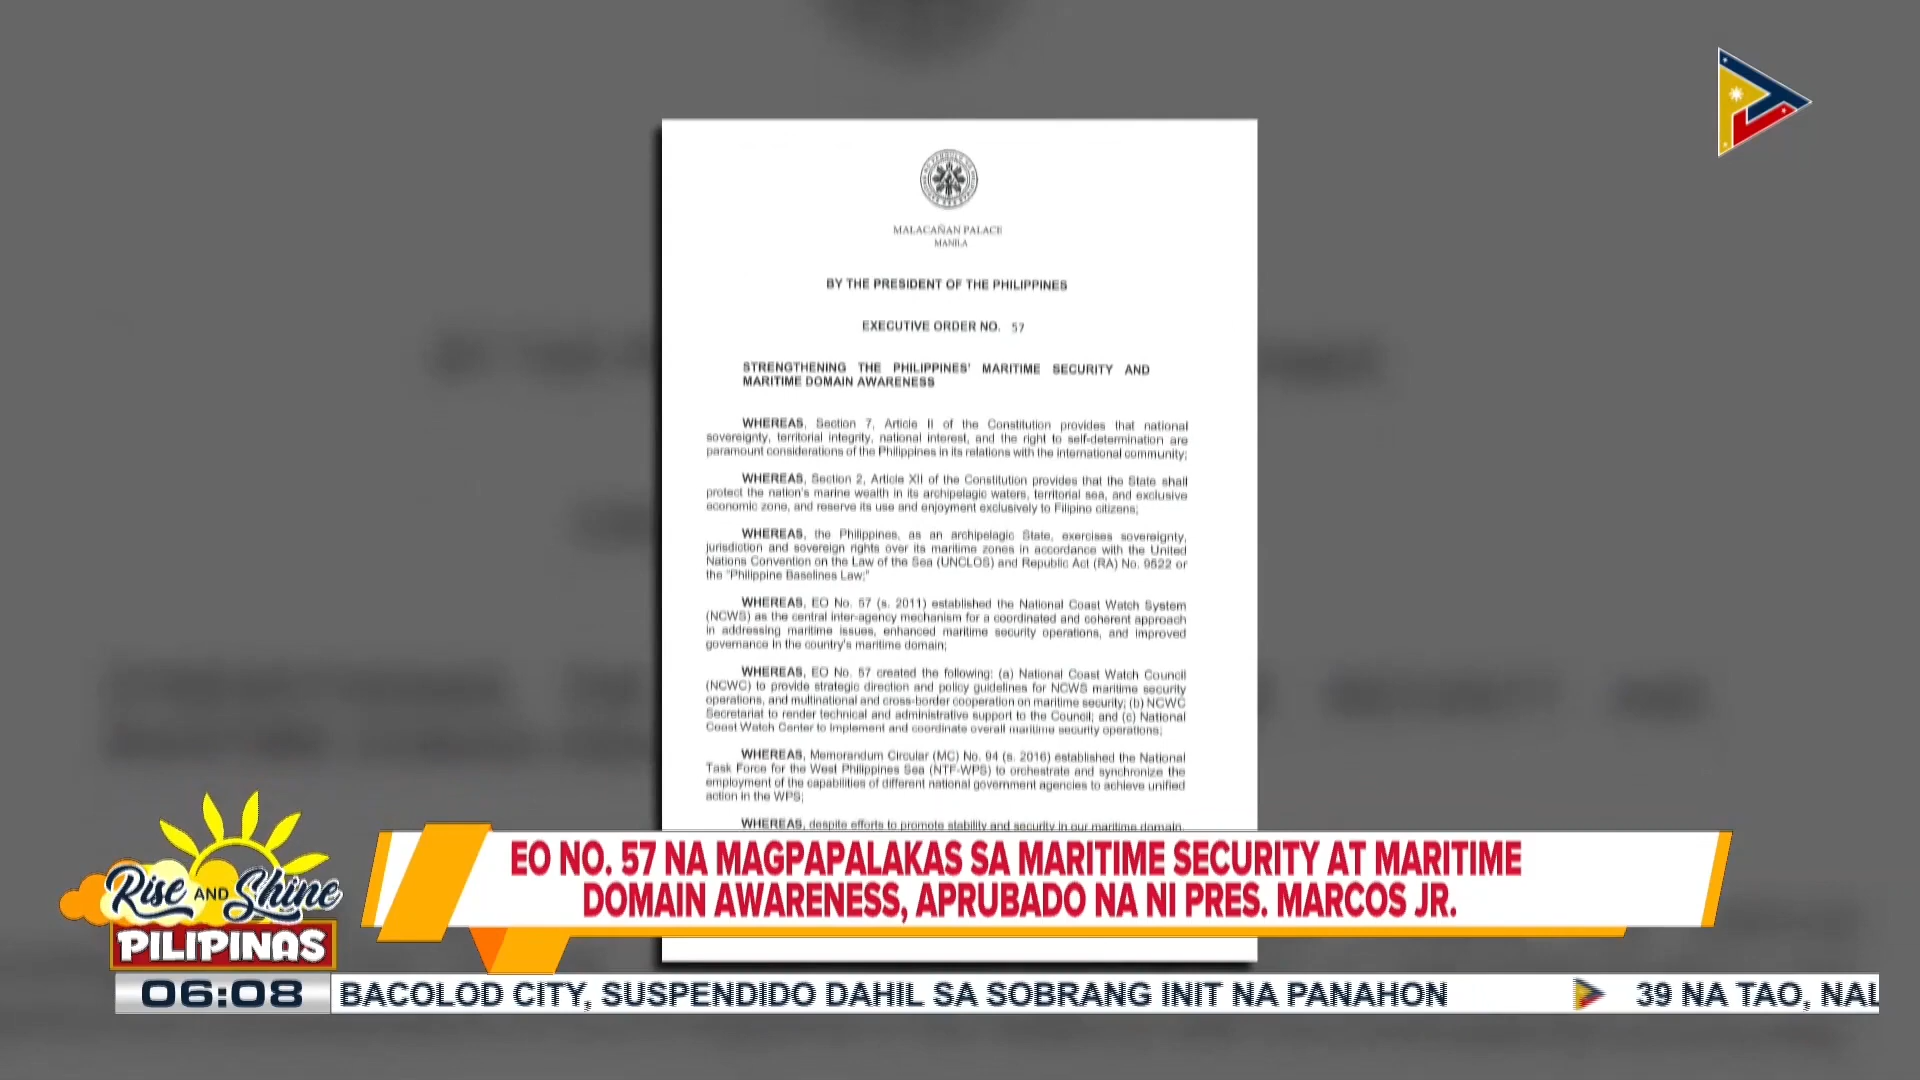 MALACAÑAN PALACE
MANILA
BY THE PRESIDENT OF THE PHILIPPINES
EXECUTIVE ORDER NO. 57
STRENGTHENING THE PHILIPPINES' MARITIME SECURITY AND
MARITIME DOMAIN AWARENESS
WHEREAS, Section 7, Article II of the Constitution provides that national
sovereignty, territorial integrity, national interest, and the right to self-determination are
paramount considerations of the Philippines in its relations with the international community;
WHEREAS, Section 2, Article XII of the Constitution provides that the State shall
protect the nation's marine wealth in its archipelagic waters, territorial sea, and exclusive
economic zone, and reserve its use and enjoyment exclusively to Filipino citizens;
WHEREAS, the Philippines, as an archipelagic State, exercises sovereignty,
jurisdiction and sovereign rights over its maritime zones in accordance with the United
Nations Convention on the Law of the Sea (UNCLOS) and Republic Act (RA) No. 9522 or
the "Philippine Baselines Law;"
WHEREAS, EO No. 57 (s. 2011) established the National Coast Watch System
(NCWS) as the central inter-agency mechanism for a coordinated and coherent approach
in addressing maritime issues, enhanced maritime security operations, and improved
governance in the country's maritime domain;
WHEREAS, EO No. 57 created the following: (a) National Coast Watch Council
(NCWC) to provide strategic direction and policy guidelines for NCWS maritime security
operations, and multinational and cross-border cooperation on maritime security; (b) NCWC
Secretariat to render technical and administrative support to the Council; and (c) National
Coast Watch Center to implement and coordinate overall maritime security operations;
WHEREAS, Memorandum Circular (MC) No. 94 (s. 2016) established the National
Task Force for the West Philippines Sea (NTF-WPS) to orchestrate and synchronize the
employment of the capabilities of different national government agencies to achieve unified
action in the WPS;
WHEREAS, despite efforts to promote stability and security in our maritime domain,
EO NO. 57 NA MAGPAPALAKAS SA MARITIME SECURITY AT MARITIME
DOMAIN AWARENESS, APRUBADO NA NI PRES. MARCOS JR.
Rise AND Shine
PILIPINAS
06:08
BACOLOD CITY, SUSPENDIDO DAHIL SA SOBRANG INIT NA PANAHON
39 NA TAO, NAL